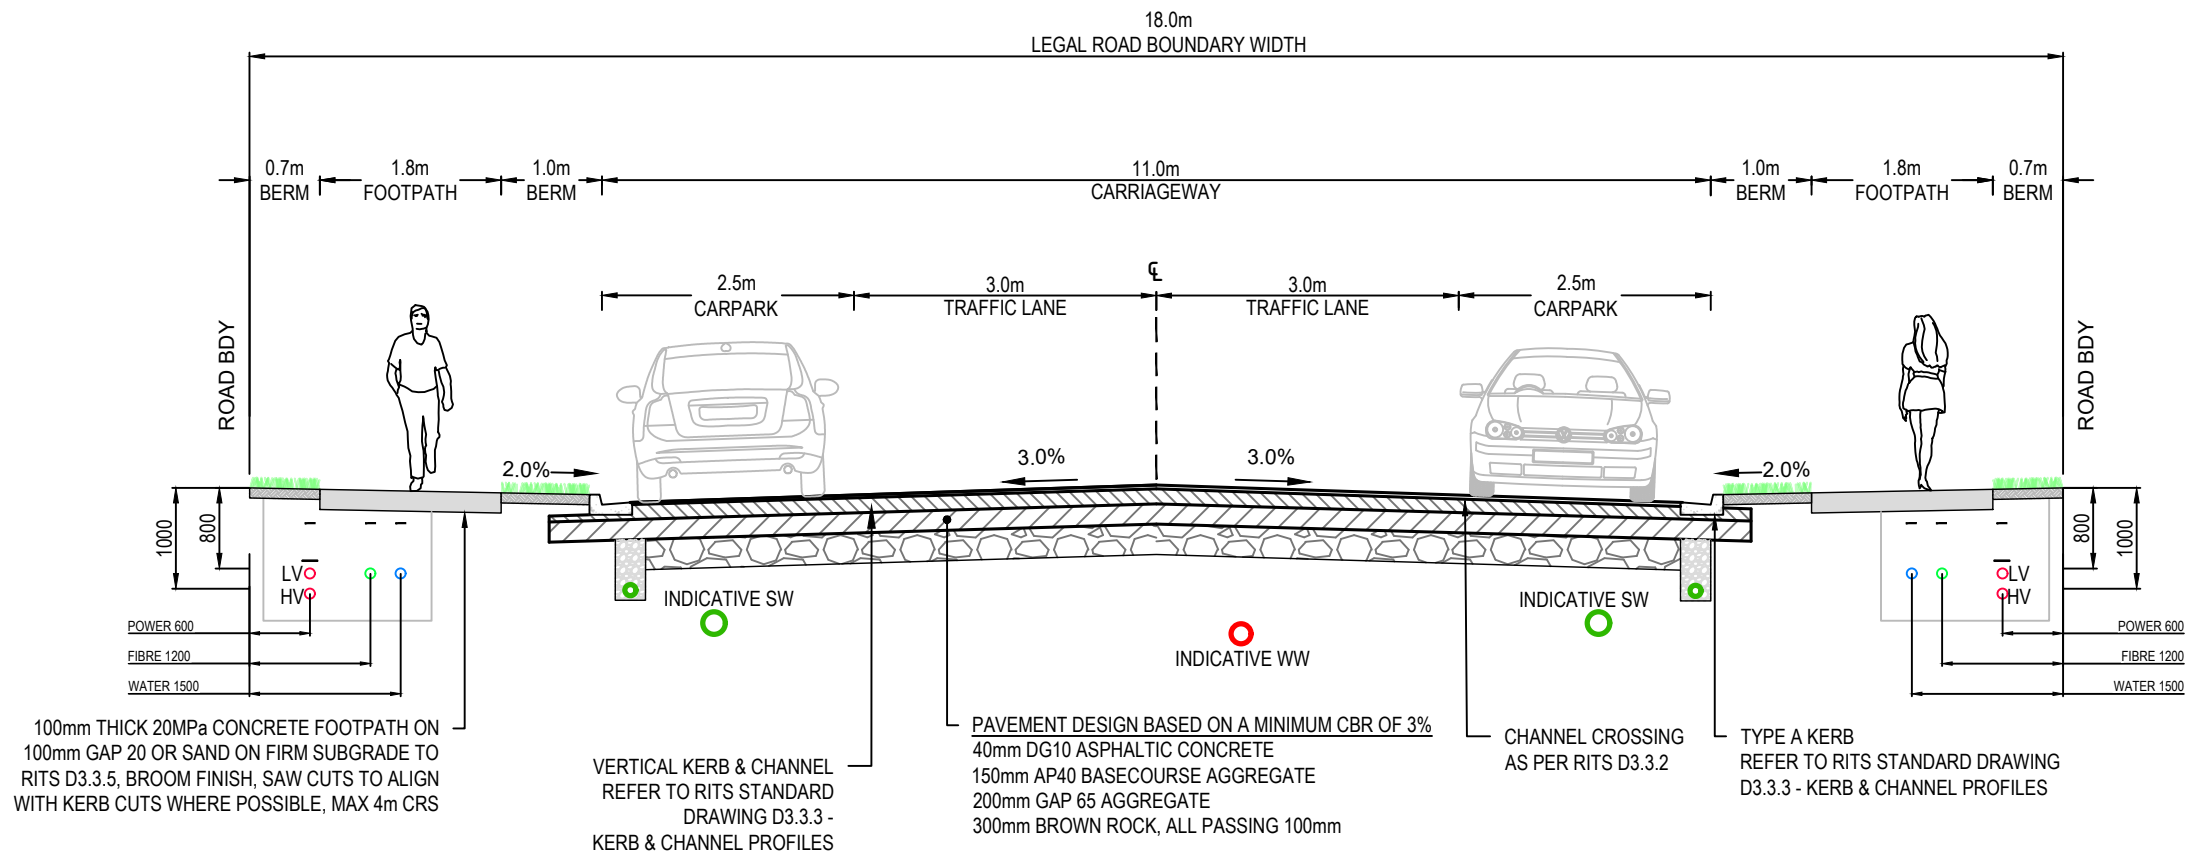 18.0m
LEGAL ROAD BOUNDARY WIDTH
0.7m
BERM
1.8m
FOOTPATH
1.0m
BERM
11.0m
CARRIAGEWAY
1.0m
BERM
1.8m
FOOTPATH
0.7m
BERM
2.5m
CARPARK
3.0m
TRAFFIC LANE
℄
3.0m
TRAFFIC LANE
2.5m
CARPARK
ROAD BDY
ROAD BDY
2.0%
3.0%
3.0%
2.0%
1000
800
800
1000
LV
HV
LV
HV
INDICATIVE SW
INDICATIVE SW
INDICATIVE WW
POWER 600
FIBRE 1200
WATER 1500
POWER 600
FIBRE 1200
WATER 1500
100mm THICK 20MPa CONCRETE FOOTPATH ON
100mm GAP 20 OR SAND ON FIRM SUBGRADE TO
RITS D3.3.5, BROOM FINISH, SAW CUTS TO ALIGN
WITH KERB CUTS WHERE POSSIBLE, MAX 4m CRS
VERTICAL KERB & CHANNEL
REFER TO RITS STANDARD
DRAWING D3.3.3 -
KERB & CHANNEL PROFILES
PAVEMENT DESIGN BASED ON A MINIMUM CBR OF 3%
40mm DG10 ASPHALTIC CONCRETE
150mm AP40 BASECOURSE AGGREGATE
200mm GAP 65 AGGREGATE
300mm BROWN ROCK, ALL PASSING 100mm
CHANNEL CROSSING
AS PER RITS D3.3.2
TYPE A KERB
REFER TO RITS STANDARD DRAWING
D3.3.3 - KERB & CHANNEL PROFILES